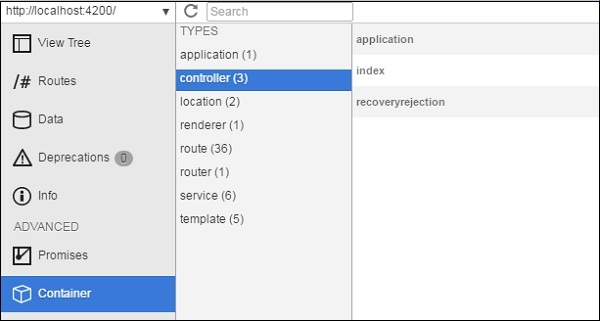 http://localhost:4200/ ▼
Search
View Tree
/# Routes
Data
Deprecations 0
Info
ADVANCED
Promises
Container
TYPES
application (1)
controller (3)
location (2)
renderer (1)
route (36)
router (1)
service (6)
template (5)
application
index
recoveryrejection